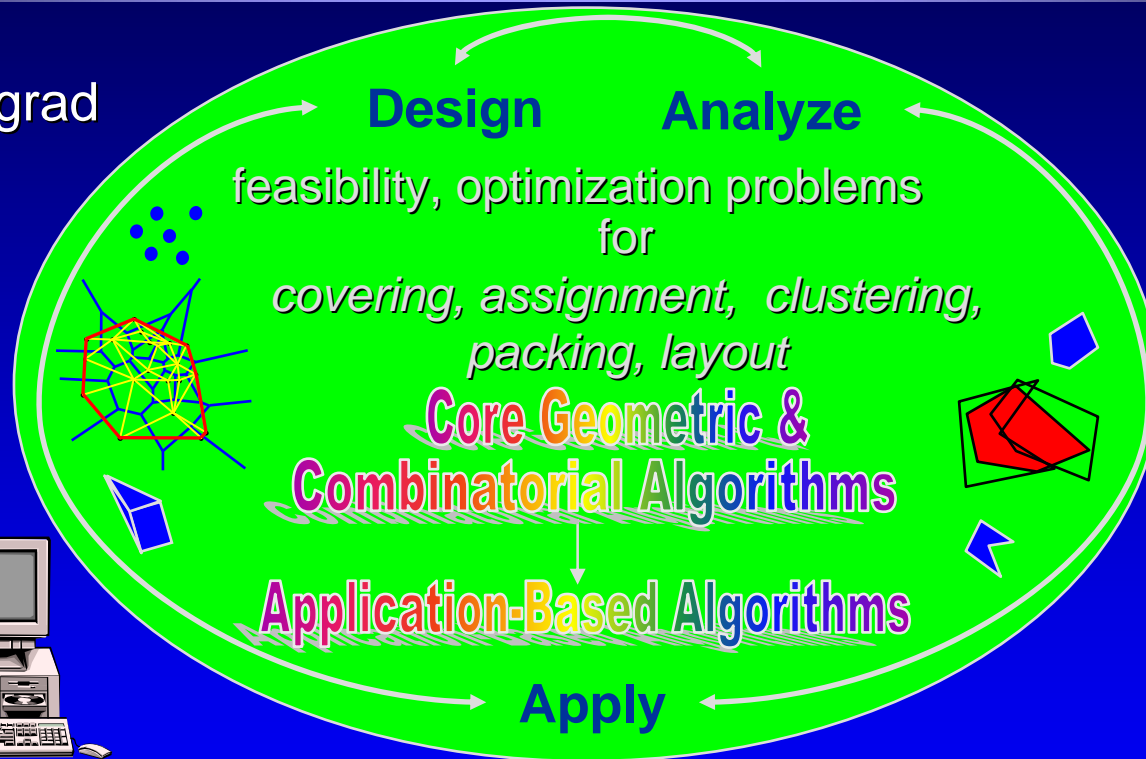 grad
Design Analyze
feasibility, optimization problems
for
covering, assignment, clustering,
packing, layout
Core Geometric &
Combinatorial Algorithms
Application-Based Algorithms
Apply